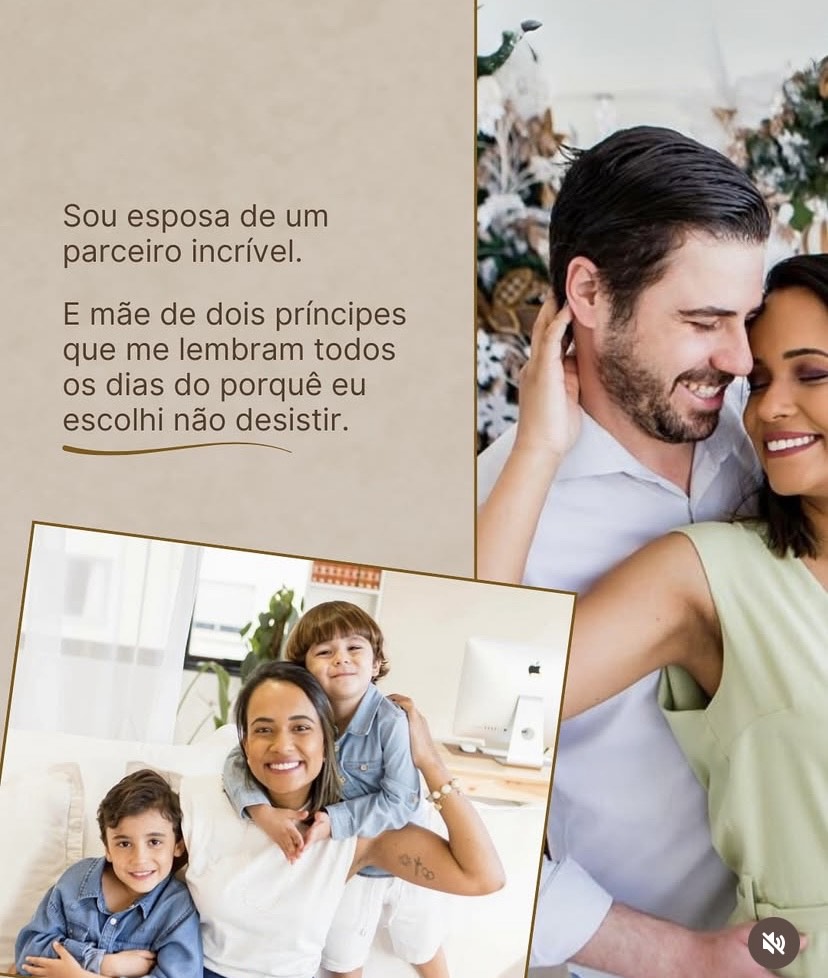 Sou esposa de um
parceiro incrível.
E mãe de dois príncipes
que me lembram todos
os dias do porquê eu
escolhi não desistir.